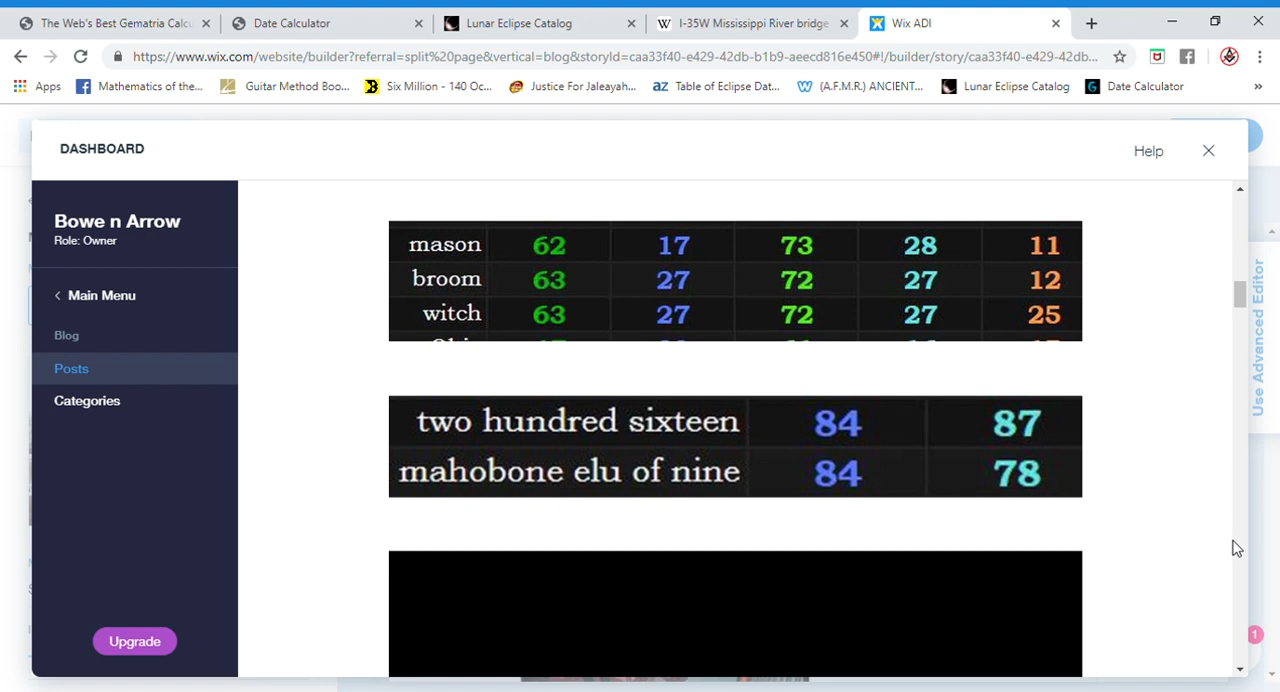 The Web's Best Gematria Calcu
Date Calculator
Lunar Eclipse Catalog
I-35W Mississippi River bridge
Wix ADI
https://www.wix.com/website/builder?referral=split%20page&vertical=blog&storyId=caa33f40-e429-42db-b1b9-aeecd816e450#!/builder/story/caa33f40-e429-42db...
Apps
Mathematics of the...
Guitar Method Boo...
Six Million - 140 Oc...
Justice For Jaleayah...
Table of Eclipse Dat...
(A.F.M.R.) ANCIENT...
Lunar Eclipse Catalog
Date Calculator
»
DASHBOARD
Help
Bowe n Arrow
Role: Owner
Main Menu
Blog
Posts
Categories
Upgrade
mason 62 17 73 28 11
broom 63 27 72 27 12
witch 63 27 72 27 25
two hundred sixteen 84 87
mahobone elu of nine 84 78
Use Advanced Editor
1